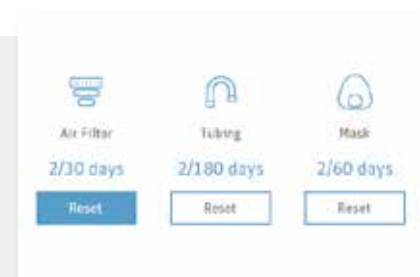 Air Filter Tubing Mask
2/30 days 2/180 days 2/60 days
Reset Reset Reset